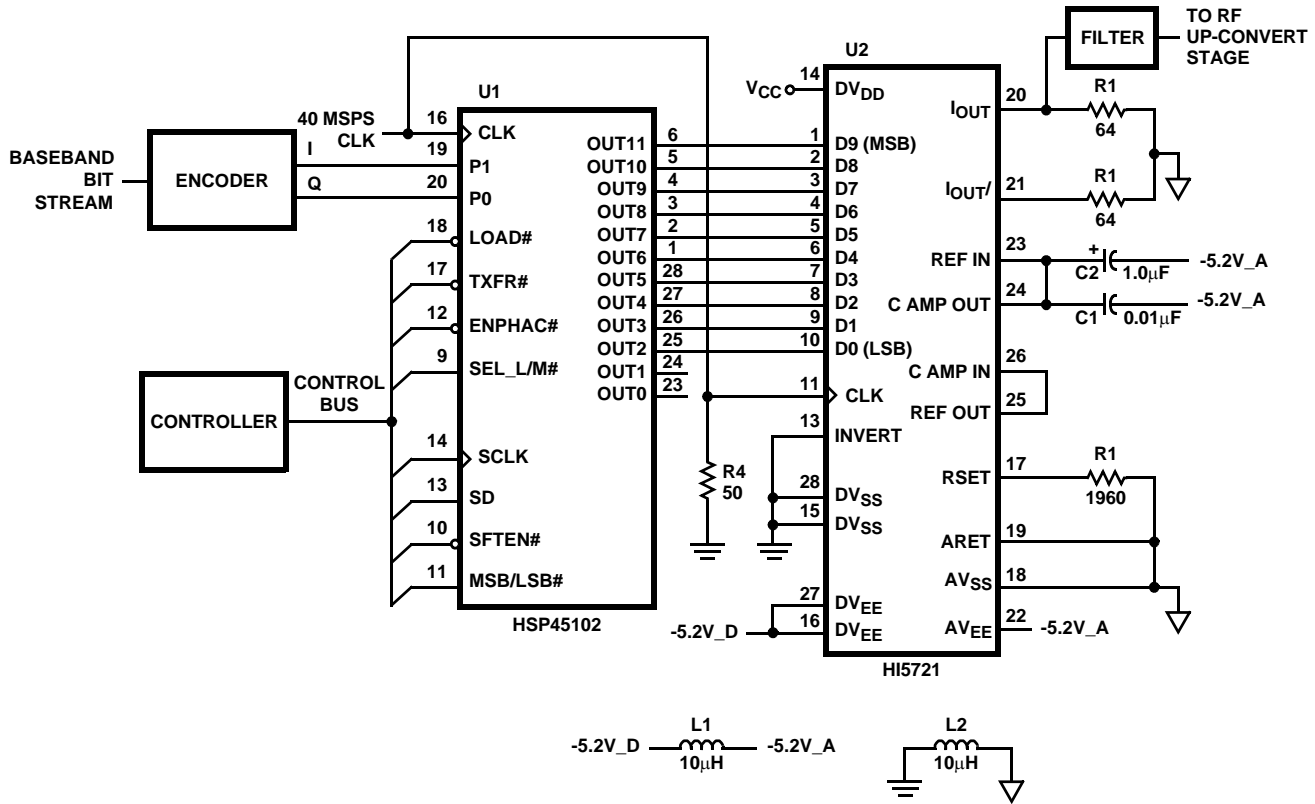 TO RF
UP-CONVERT
STAGE
FILTER
U2
14
VCC
DVDD
R1
64
20
IOUT
U1
40 MSPS
CLK
16
CLK
BASEBAND
BIT
STREAM
ENCODER
I
19
P1
Q
20
P0
OUT11
6
1
D9 (MSB)
OUT10
5
2
D8
OUT9
4
3
D7
OUT8
3
4
D6
OUT7
2
5
D5
OUT6
1
6
D4
OUT5
28
7
D3
OUT4
27
8
D2
OUT3
26
9
D1
OUT2
25
10
D0 (LSB)
OUT1
24
OUT0
23
IOUT/
21
R1
64
REF IN
23
+
C2
1.0μF
-5.2V_A
C AMP OUT
24
C1
0.01μF
-5.2V_A
C AMP IN
26
REF OUT
25
18
LOAD#
17
TXFR#
12
ENPHAC#
9
SEL_L/M#
CONTROLLER
CONTROL
BUS
14
SCLK
13
SD
10
SFTEN#
11
MSB/LSB#
HSP45102
11
CLK
13
INVERT
R4
50
28
DVSS
15
DVSS
RSET
17
R1
1960
ARET
19
AVSS
18
27
DVEE
-5.2V_D
16
DVEE
AVEE
22
-5.2V_A
HI5721
L1
-5.2V_D
-5.2V_A
10μH
L2
10μH